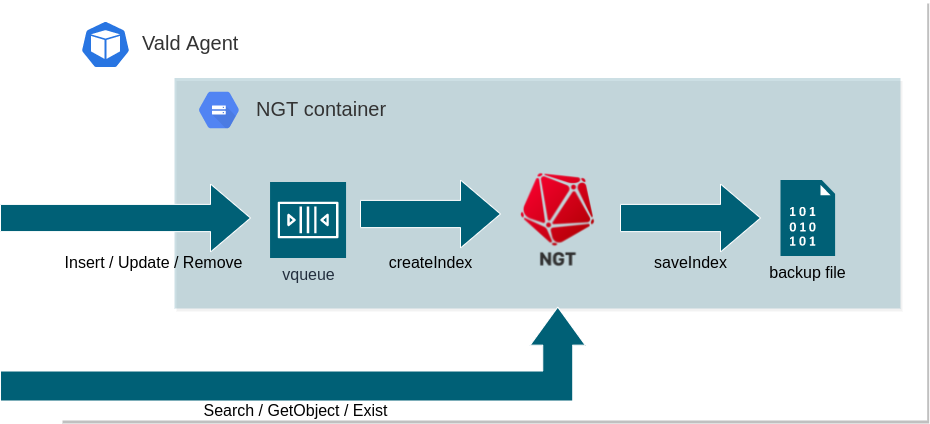 Vald Agent
NGT container
101
010
101
NGT
Insert / Update / Remove
vqueue
createIndex
saveIndex
backup file
Search / GetObject / Exist